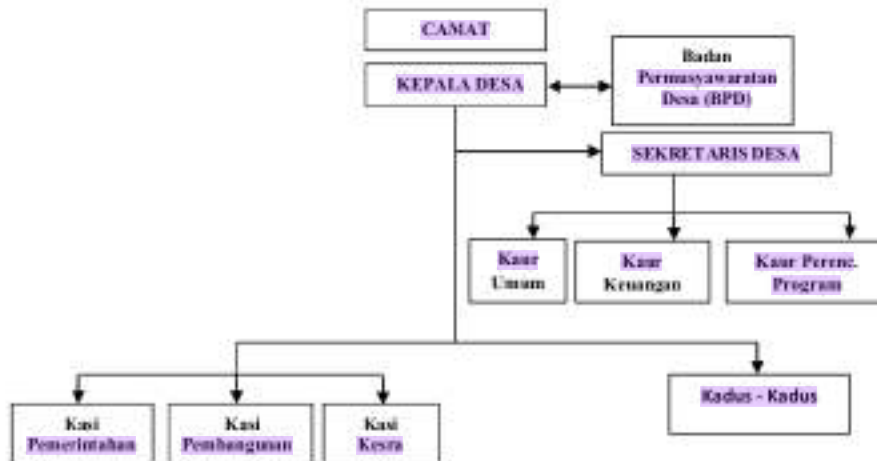 CAMAT
KEPALA DESA
Badan
Permusyawaratan
Desa (BPD)
SEKRETARIS DESA
Kaur
Umum
Kaur
Keuangan
Kaur Perenc.
Program
Kasi
Pemerintahan
Kasi
Pembangunan
Kasi
Kesra
Kadus - Kadus